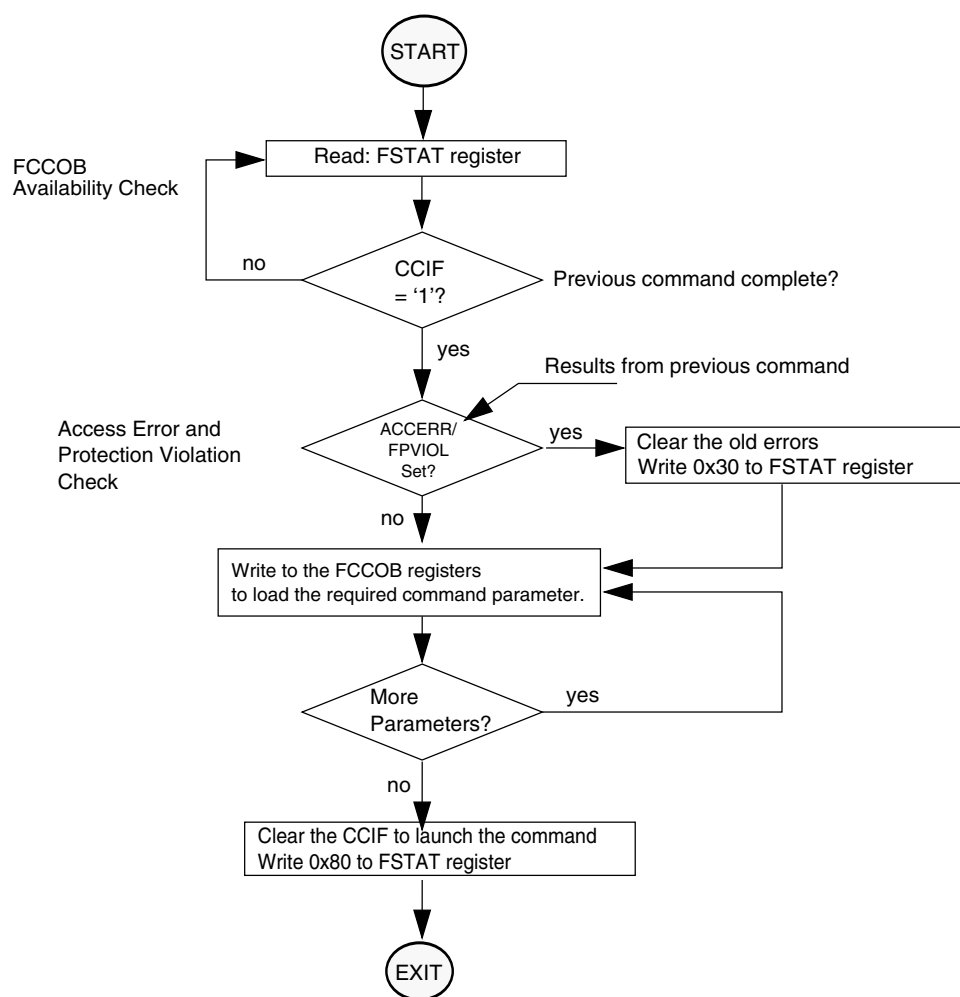 START
Read: FSTAT register
FCCOB
Availability Check
no
CCIF
= ‘1’?
Previous command complete?
yes
Results from previous command
Access Error and
Protection Violation
Check
ACCERR/
FPVIOL
Set?
yes
Clear the old errors
Write 0x30 to FSTAT register
no
Write to the FCCOB registers
to load the required command parameter.
More
Parameters?
yes
no
Clear the CCIF to launch the command
Write 0x80 to FSTAT register
EXIT